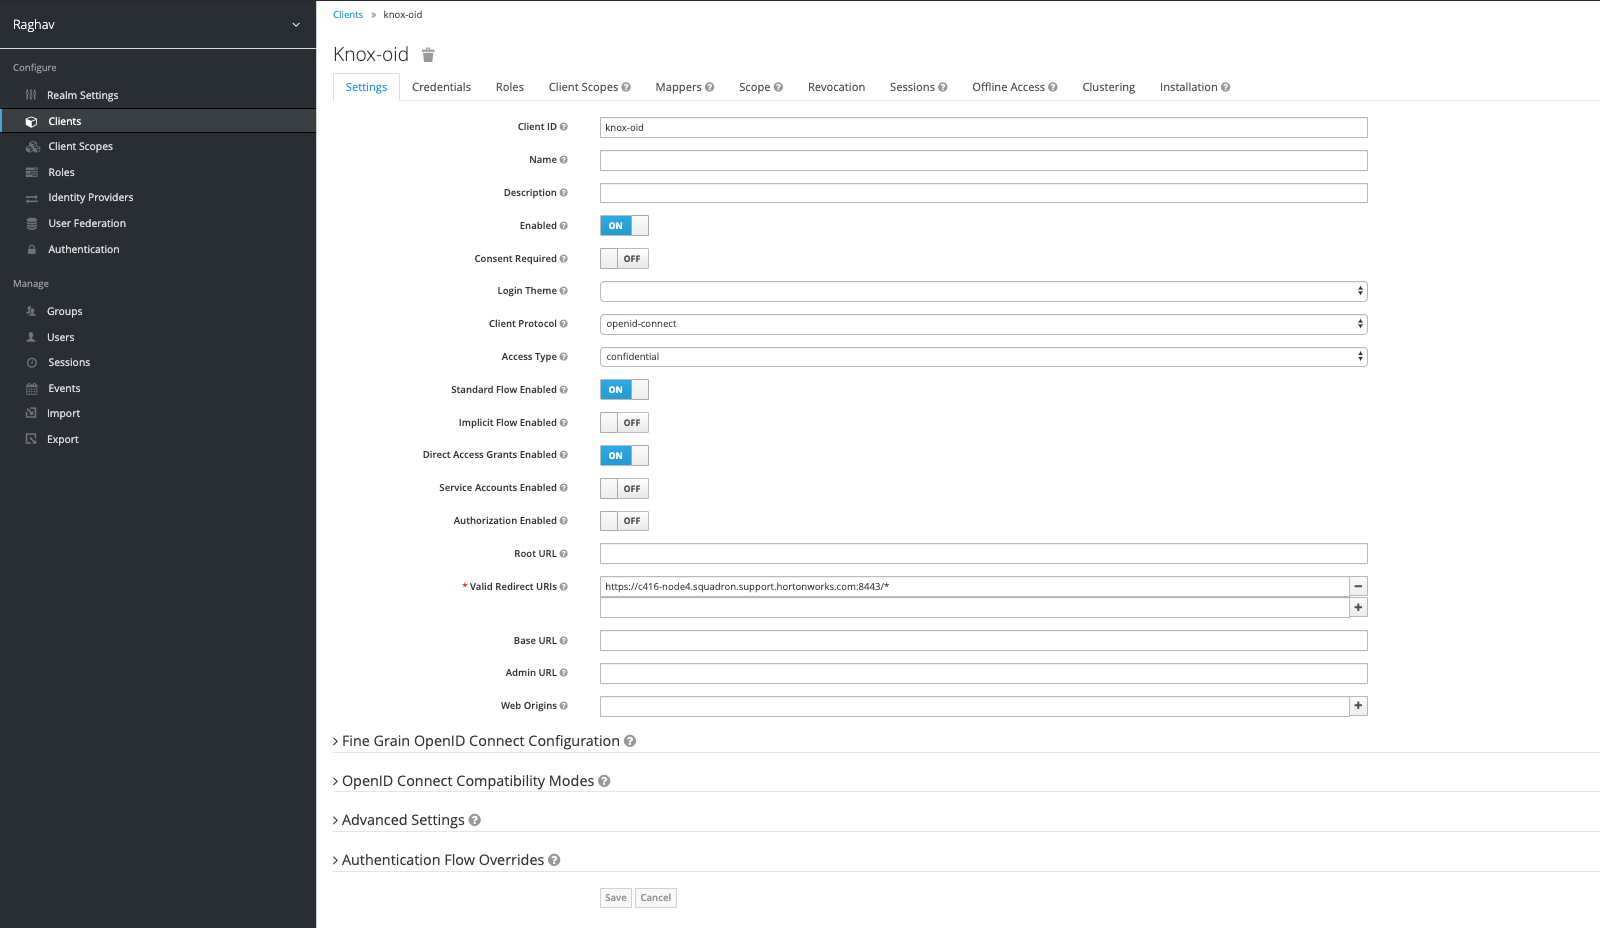 Raghav
Configure
Realm Settings
Clients
Client Scopes
Roles
Identity Providers
User Federation
Authentication
Manage
Groups
Users
Sessions
Events
Import
Export
Clients » knox-oid
Knox-oid
Settings Credentials Roles Client Scopes Mappers Scope Revocation Sessions Offline Access Clustering Installation
Client ID knox-oid
Name
Description
Enabled ON
Consent Required OFF
Login Theme
Client Protocol openid-connect
Access Type confidential
Standard Flow Enabled ON
Implicit Flow Enabled OFF
Direct Access Grants Enabled ON
Service Accounts Enabled OFF
Authorization Enabled OFF
Root URL
* Valid Redirect URIs https://c416-node4.squadron.support.hortonworks.com:8443/*
Base URL
Admin URL
Web Origins
Fine Grain OpenID Connect Configuration
OpenID Connect Compatibility Modes
Advanced Settings
Authentication Flow Overrides
Save Cancel